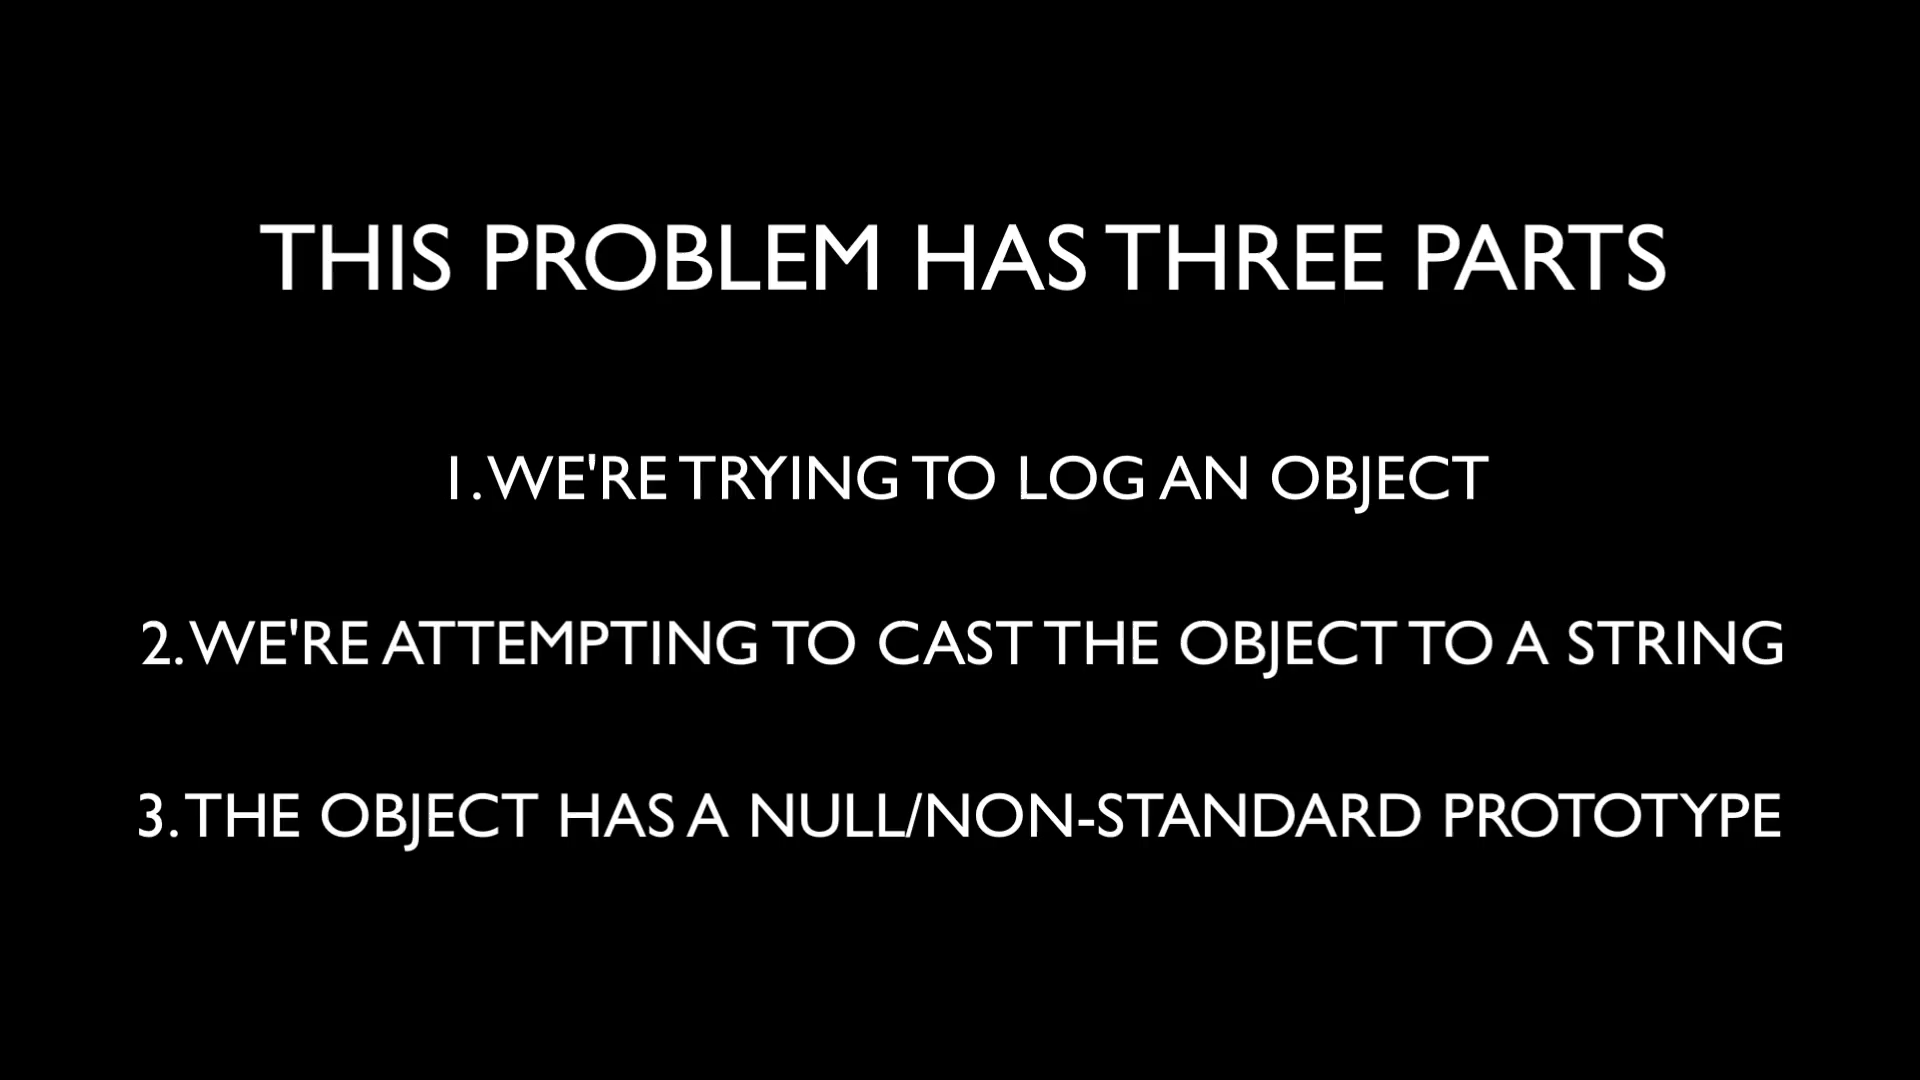 THIS PROBLEM HAS THREE PARTS
1. WE'RE TRYING TO LOG AN OBJECT
2. WE'RE ATTEMPTING TO CAST THE OBJECT TO A STRING
3. THE OBJECT HAS A NULL/NON-STANDARD PROTOTYPE